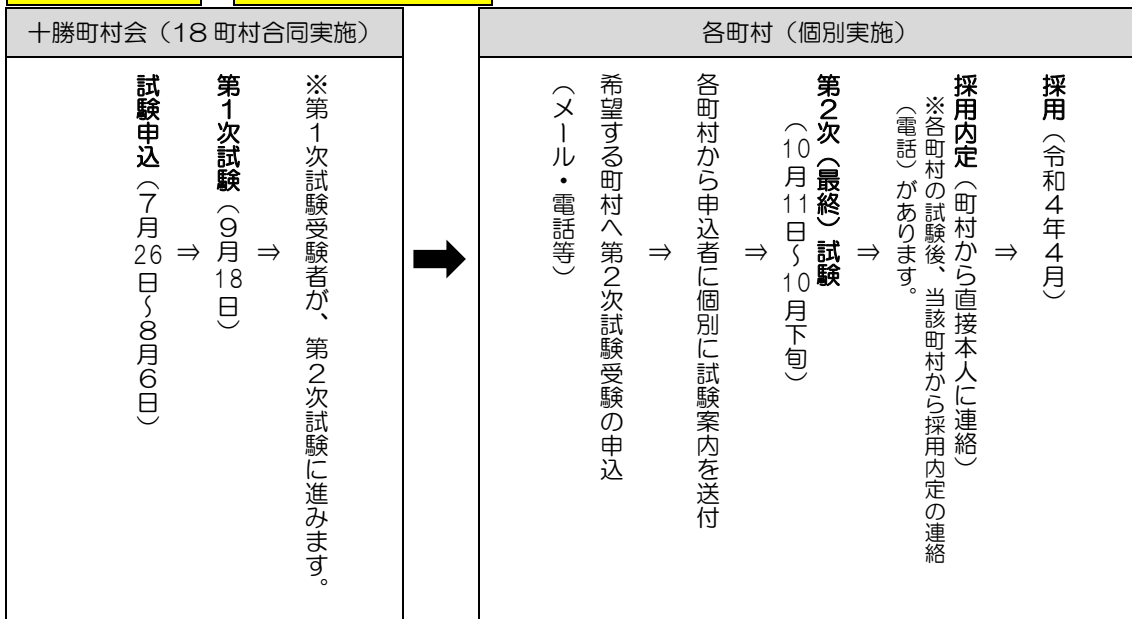 十勝町村会（18町村合同実施）
試験申込（7月26日～8月6日）
⇒
第1次試験（9月18日）
⇒
※第1次試験受験者が、第2次試験に進みます。
各町村（個別実施）
希望する町村へ第2次試験受験の申込
（メール・電話等）
⇒
各町村から申込者に個別に試験案内を送付
⇒
第2次（最終）試験
（10月11日～10月下旬）
⇒
採用内定（町村から直接本人に連絡）
※各町村の試験後、当該町村から採用内定の連絡
（電話）があります。
⇒
採用（令和4年4月）